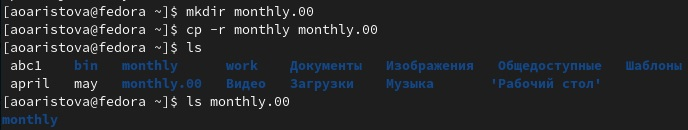 [aoaristova@fedora ~]$ mkdir monthly.00
[aoaristova@fedora ~]$ cp -r monthly monthly.00
[aoaristova@fedora ~]$ ls
abc1 bin monthly work Документы Изображения Общедоступные Шаблоны
april may monthly.00 Видео Загрузки Музыка 'Рабочий стол'
[aoaristova@fedora ~]$ ls monthly.00
monthly